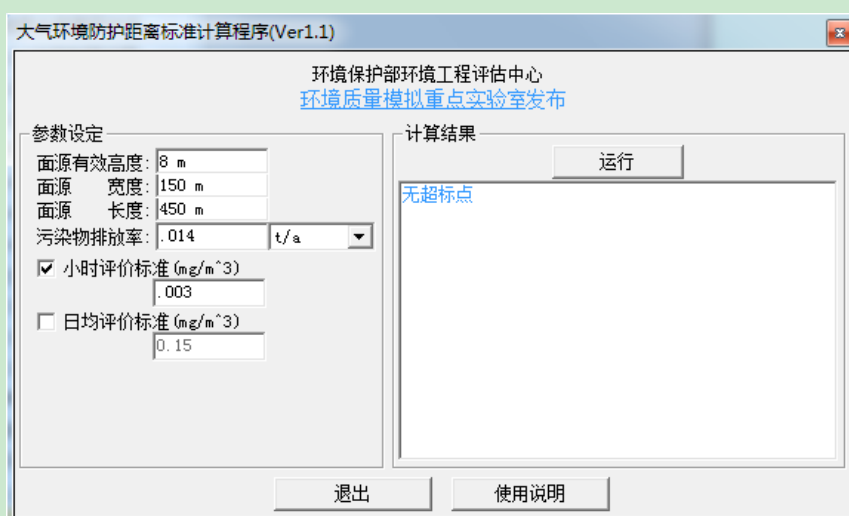 大气环境防护距离标准计算程序(Ver1.1)
环境保护部环境工程评估中心
环境质量模拟重点实验室发布
参数设定
面源有效高度: 8 m
面源 宽度: 150 m
面源 长度: 450 m
污染物排放率: .014 t/a
小时评价标准(mg/m^3)
.003
日均评价标准(mg/m^3)
0.15
计算结果
运行
无超标点
退出 使用说明